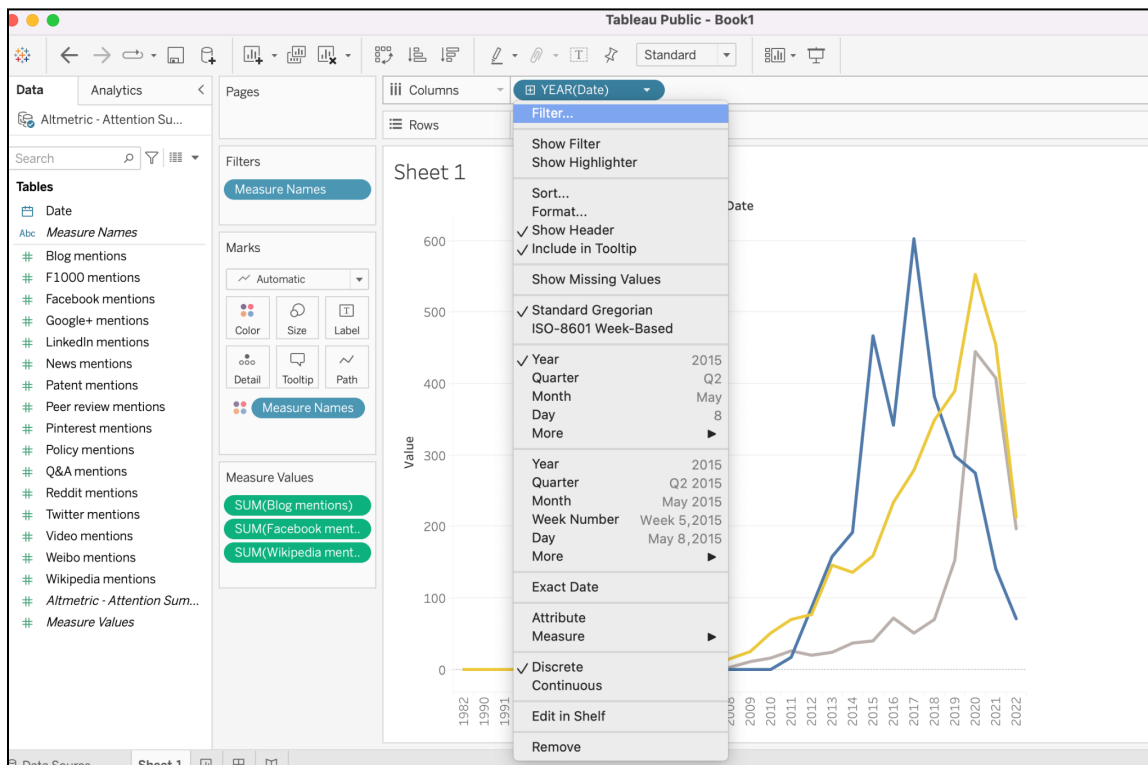 Tableau Public - Book1
Standard
Data
Analytics
Altmetric - Attention Su...
Search
Tables
Date
Abc Measure Names
# Blog mentions
# F1000 mentions
# Facebook mentions
# Google+ mentions
# LinkedIn mentions
# News mentions
# Patent mentions
# Peer review mentions
# Pinterest mentions
# Policy mentions
# Q&A mentions
# Reddit mentions
# Twitter mentions
# Video mentions
# Weibo mentions
# Wikipedia mentions
# Altmetric - Attention Sum...
# Measure Values
Pages
Filters
Measure Names
Marks
Automatic
Color Size Label
Detail Tooltip Path
Measure Names
Measure Values
SUM(Blog mentions)
SUM(Facebook ment..
SUM(Wikipedia ment..
Columns
YEAR(Date)
Rows
Filter...
Show Filter
Show Highlighter
Sort...
Format...
✓ Show Header
✓ Include in Tooltip
Show Missing Values
✓ Standard Gregorian
ISO-8601 Week-Based
✓ Year 2015
Quarter Q2
Month May
Day 8
More
Year 2015
Quarter Q2 2015
Month May 2015
Week Number Week 5,2015
Day May 8,2015
More
Exact Date
Attribute
Measure
✓ Discrete
Continuous
Edit in Shelf
Remove
Sheet 1
Date
Value
600
500
400
300
200
100
0
1982
1990
1991
2008
2009
2010
2011
2012
2013
2014
2015
2016
2017
2018
2019
2020
2021
2022
Data Source
Sheet 1